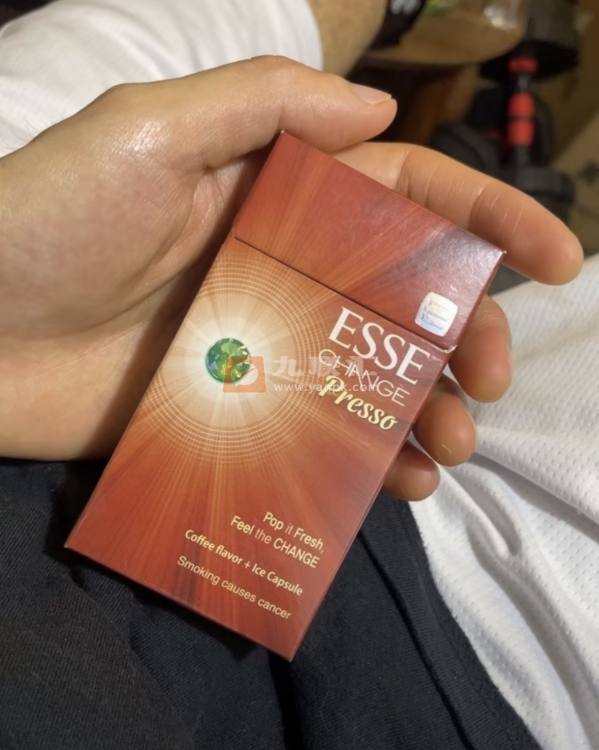 ESSE
CHANGE
Presso
Pop it Fresh,
Feel the CHANGE
Coffee flavor + Ice Capsule
Smoking causes cancer